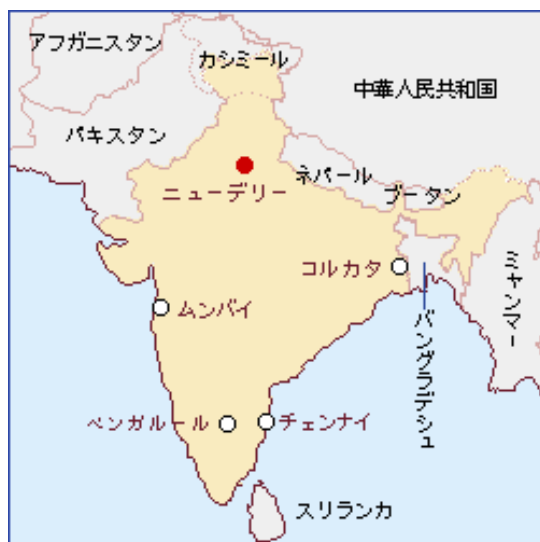 アフガニスタン
カシミール
中華人民共和国
パキスタン
ネパール
ニューデリー
ブータン
コルカタ
ミャンマー
ムンバイ
バングラデシュ
ベンガルール
チェンナイ
スリランカ